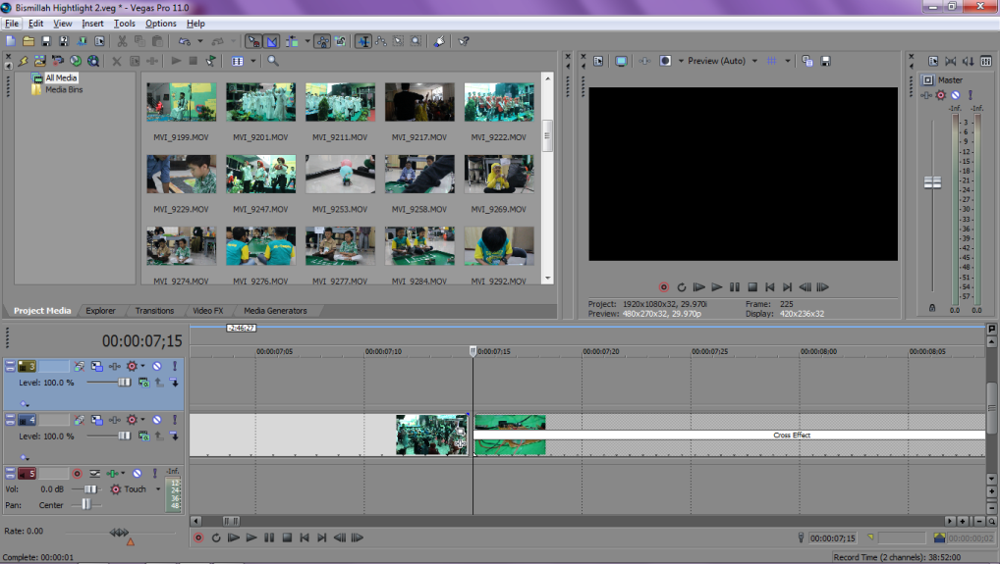 Bismillah Hightlight 2.veg * - Vegas Pro 11.0
File Edit View Insert Tools Options Help
All Media
Media Bins
MVI_9199.MOV MVI_9201.MOV MVI_9211.MOV MVI_9217.MOV MVI_9222.MOV
MVI_9229.MOV MVI_9247.MOV MVI_9253.MOV MVI_9258.MOV MVI_9269.MOV
MVI_9274.MOV MVI_9276.MOV MVI_9277.MOV MVI_9284.MOV MVI_9292.MOV
Project Media Explorer Transitions Video FX Media Generators
Preview (Auto)
Project: 1920x1080x32, 29.970i Frame: 225
Preview: 480x270x32, 29.970p Display: 420x236x32
Master
-Inf. -Inf.
- 3 -
- 6 -
- 9 -
-12-
-15-
-18-
-21-
-24-
-27-
-30-
-33-
-36-
-39-
-42-
-45-
-48-
-51-
-54-
-57-
0.0 0.0
-2:46;27
00:00:07;15
00:00:07;05 00:00:07;10 0:00:07;15 00:00:07;20 00:00:07;25 00:00:08;00 00:00:08;05
3
Level: 100.0 %
4
Level: 100.0 %
Cross Effect
5
-Inf.
Vol: 0.0 dB Touch
Pan: Center
12
24
36
48
Rate: 0.00
00:00:07;15 00:00:00;02
Complete: 00:00:01
Record Time (2 channels): 38:52:00